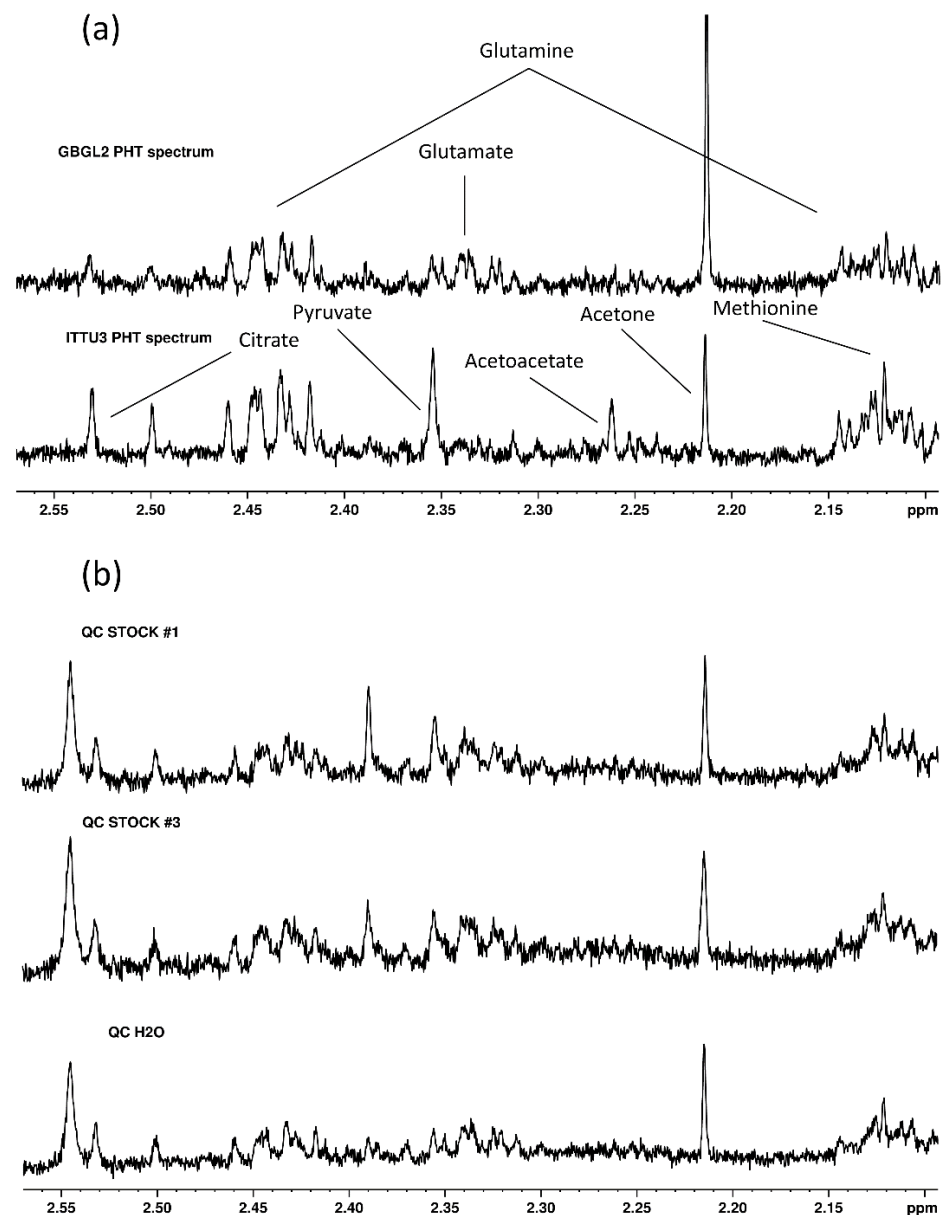 (a)
Glutamine
GBGL2 PHT spectrum
Glutamate
Pyruvate
Acetone
Methionine
ITTU3 PHT spectrum
Citrate
Acetoacetate
2.55 2.50 2.45 2.40 2.35 2.30 2.25 2.20 2.15 ppm
(b)
QC STOCK #1
QC STOCK #3
QC H2O
2.55 2.50 2.45 2.40 2.35 2.30 2.25 2.20 2.15 ppm